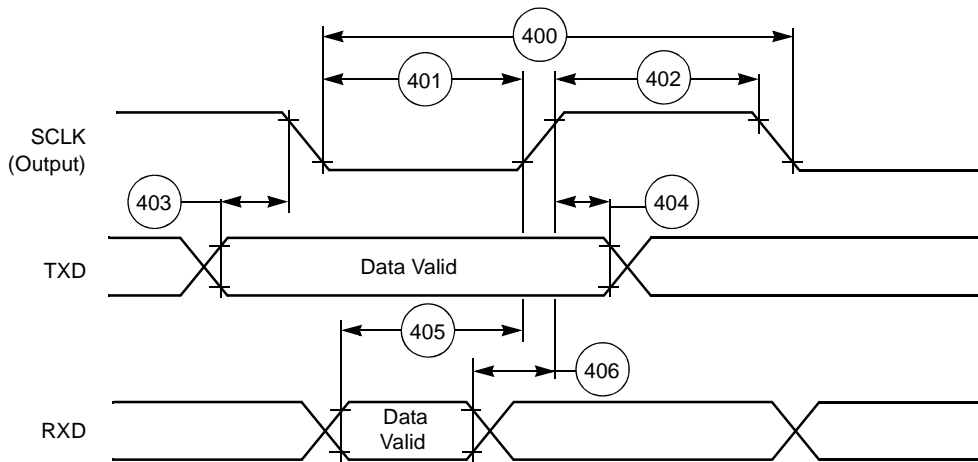 400
401
402
SCLK
(Output)
403
404
TXD
Data Valid
405
406
RXD
Data
Valid